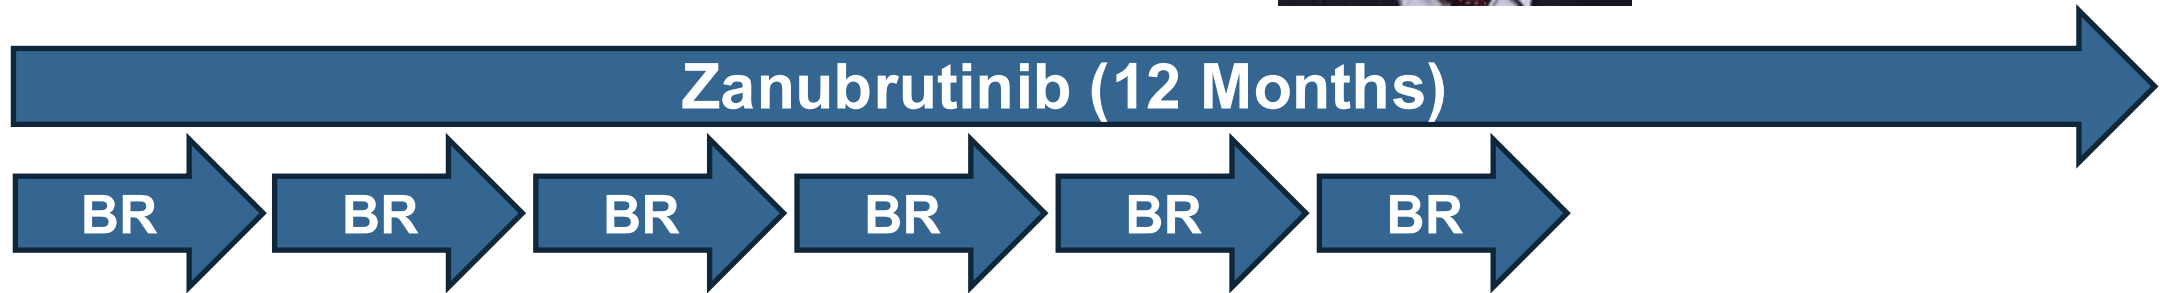 Zanubrutinib (12 Months)
BR BR BR BR BR BR